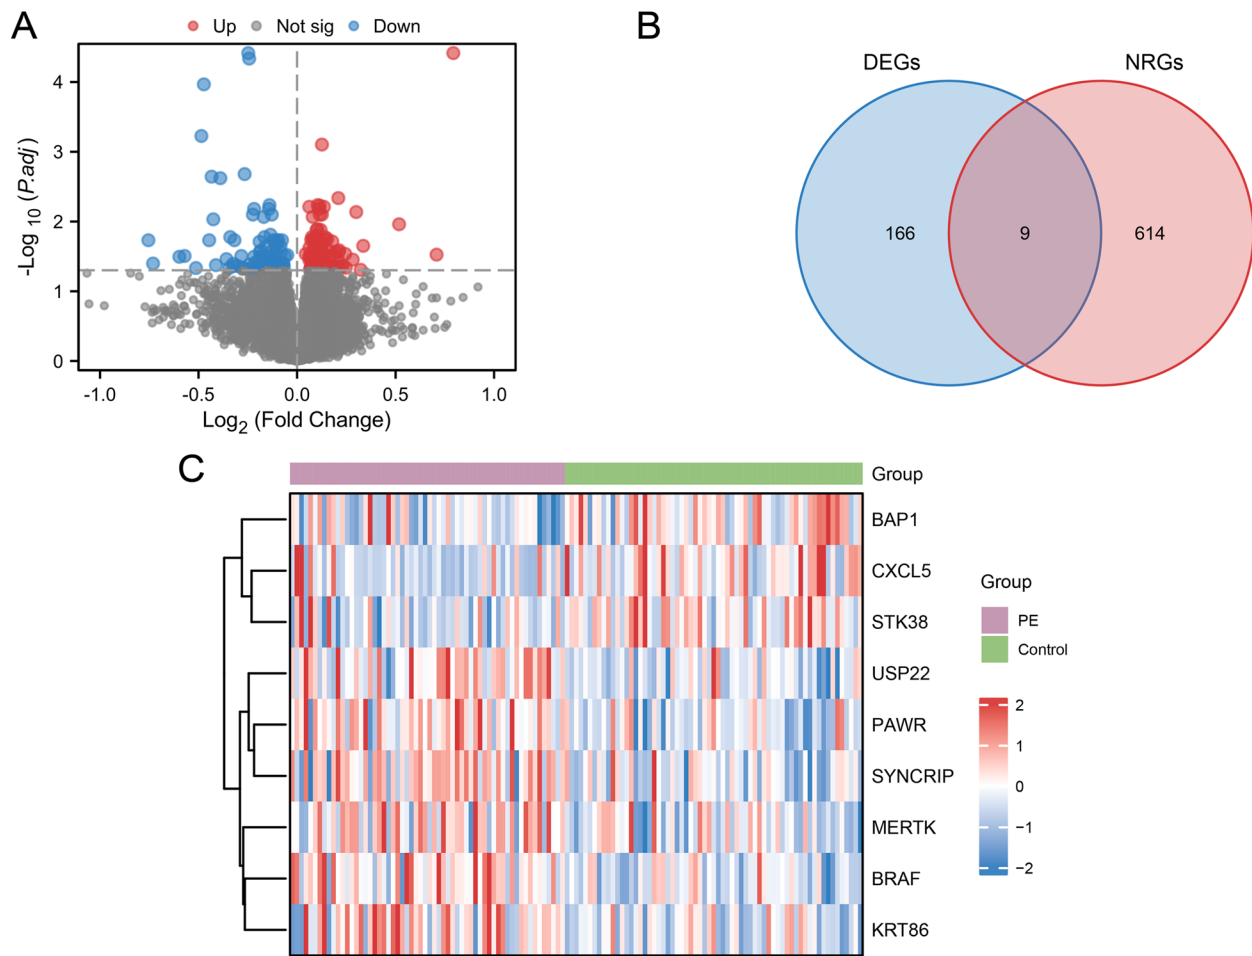 A
Up Not sig Down
-Log 10 (P.adj)
4
3
2
1
0
-1.0 -0.5 0.0 0.5 1.0
Log2 (Fold Change)
B
DEGs NRGs
166 9 614
C
Group
BAP1
CXCL5
STK38
USP22
PAWR
SYNCRIP
MERTK
BRAF
KRT86
Group
PE
Control
2
1
0
−1
−2